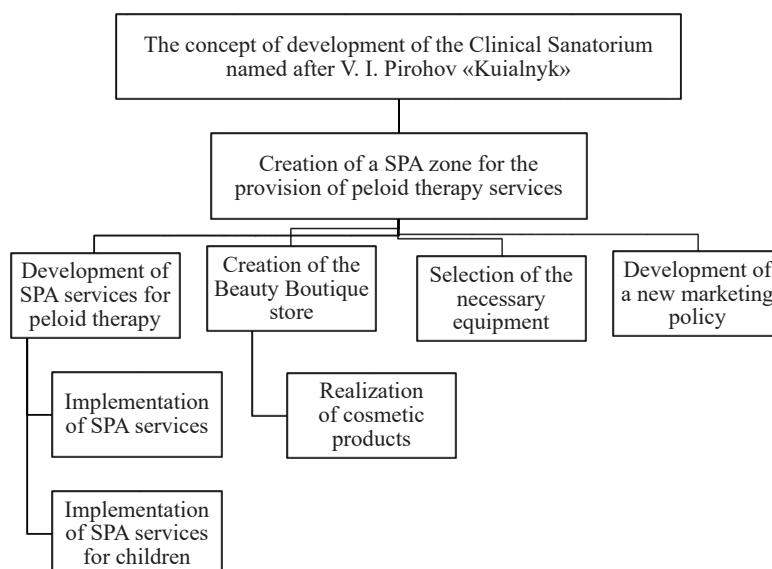 The concept of development of the Clinical Sanatorium
named after V. I. Pirohov «Kuialnyk»
Creation of a SPA zone for the
provision of peloid therapy services
Development of
SPA services for
peloid therapy
Creation of the
Beauty Boutique
store
Selection of the
necessary
equipment
Development of
a new marketing
policy
Implementation
of SPA services
Realization
of cosmetic
products
Implementation
of SPA services
for children